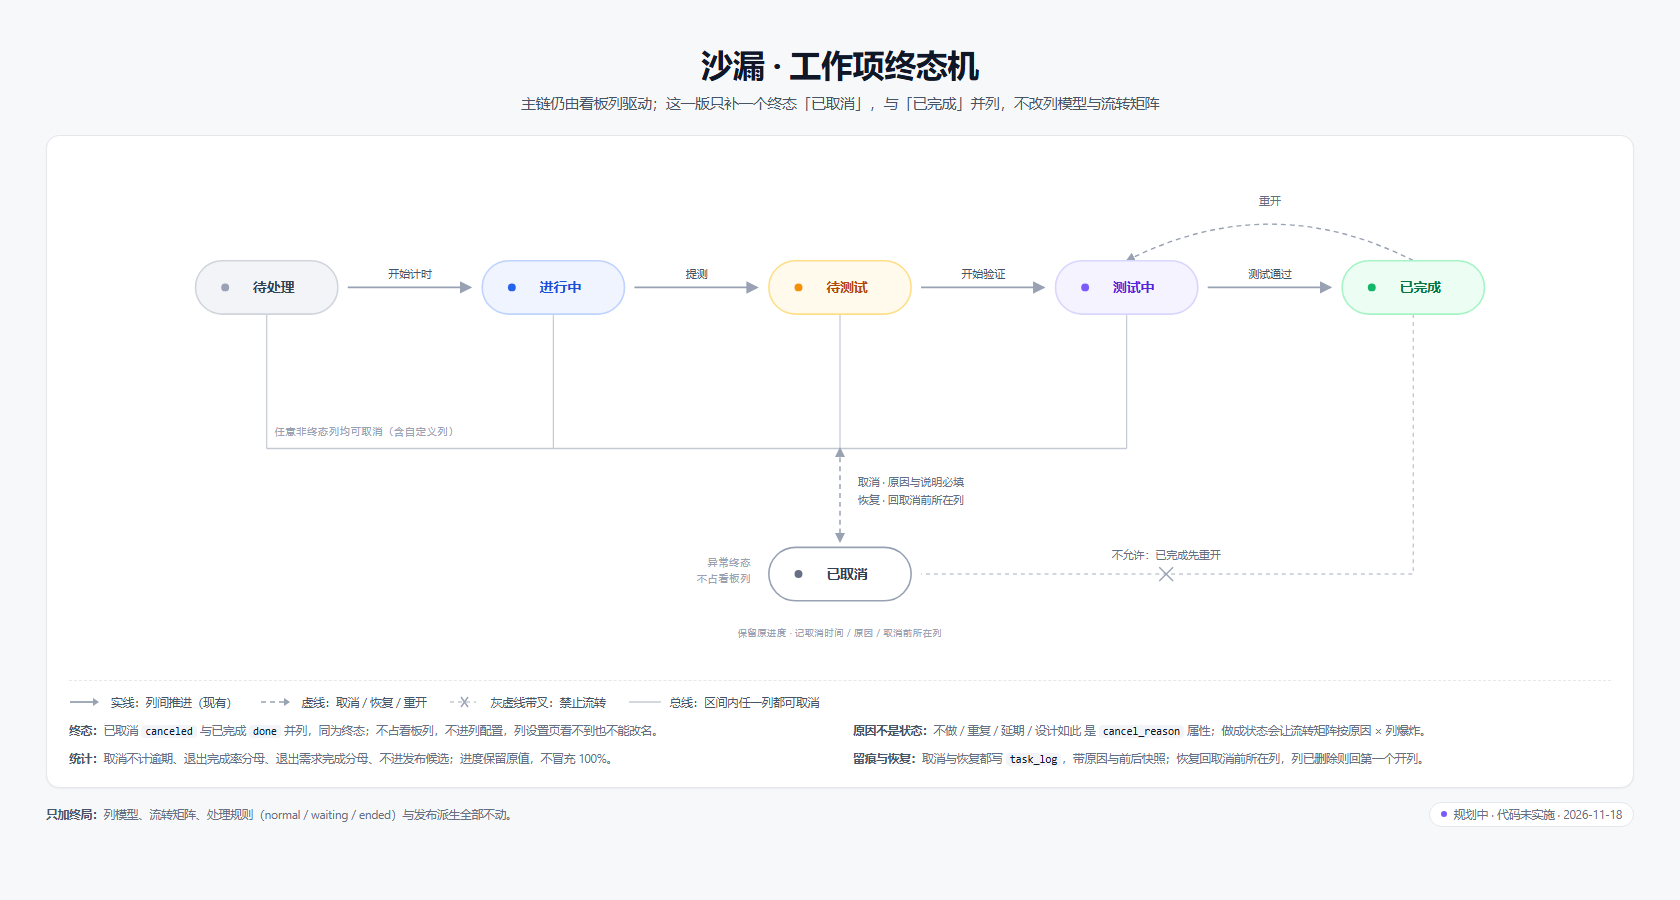 沙漏 · 工作项终态机
主链仍由看板列驱动；这一版只补一个终态「已取消」，与「已完成」并列，不改列模型与流转矩阵
重开
待处理
开始计时
进行中
提测
待测试
开始验证
测试中
测试通过
已完成
任意非终态列均可取消（含自定义列）
取消 · 原因与说明必填
恢复 · 回取消前所在列
异常终态
不占看板列
已取消
不允许：已完成先重开
保留原进度 · 记取消时间 / 原因 / 取消前所在列
实线：列间推进（现有） 虚线：取消 / 恢复 / 重开 灰虚线带叉：禁止流转 总线：区间内任一列都可取消
终态：已取消 canceled 与已完成 done 并列，同为终态；不占看板列，不进列配置，列设置页看不到也不能改名。
原因不是状态：不做 / 重复 / 延期 / 设计如此 是 cancel_reason 属性；做成状态会让流转矩阵按原因 × 列爆炸。
统计：取消不计逾期、退出完成率分母、退出需求完成分母、不进发布候选；进度保留原值，不冒充 100%。
留痕与恢复：取消与恢复都写 task_log ，带原因与前后快照；恢复回取消前所在列，列已删除则回第一个开列。
只加终局：列模型、流转矩阵、处理规则（normal / waiting / ended）与发布派生全部不动。
规划中 · 代码未实施 · 2026-11-18